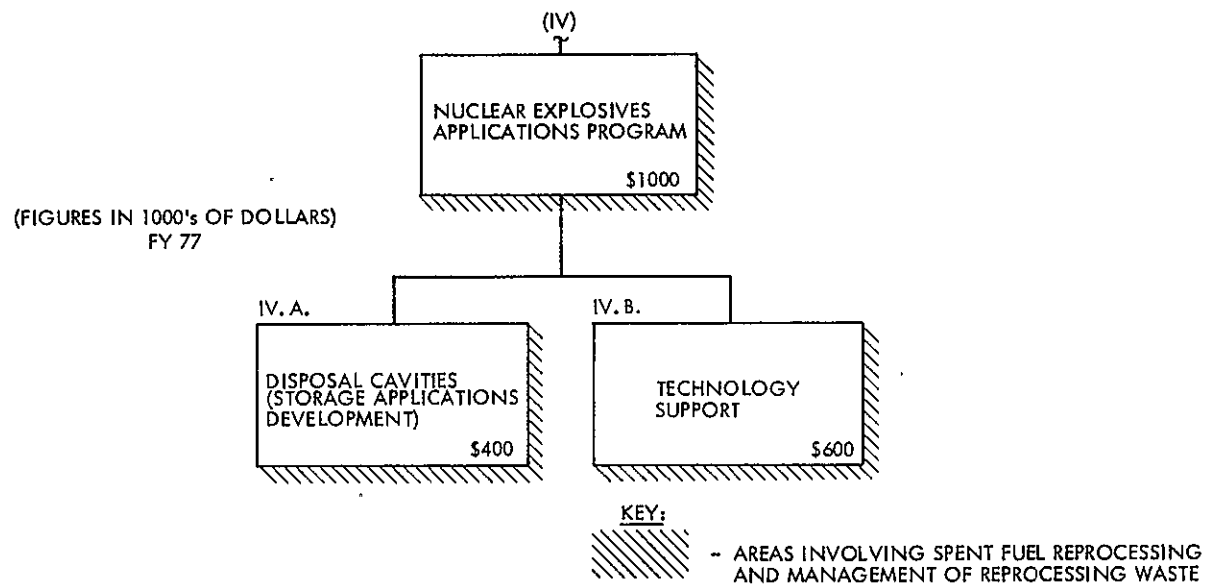 (IV)
NUCLEAR EXPLOSIVES
APPLICATIONS PROGRAM
$1000
(FIGURES IN 1000's OF DOLLARS)
FY 77
IV. A.
DISPOSAL CAVITIES
(STORAGE APPLICATIONS
DEVELOPMENT)
$400
IV. B.
TECHNOLOGY
SUPPORT
$600
KEY:
- AREAS INVOLVING SPENT FUEL REPROCESSING
AND MANAGEMENT OF REPROCESSING WASTE